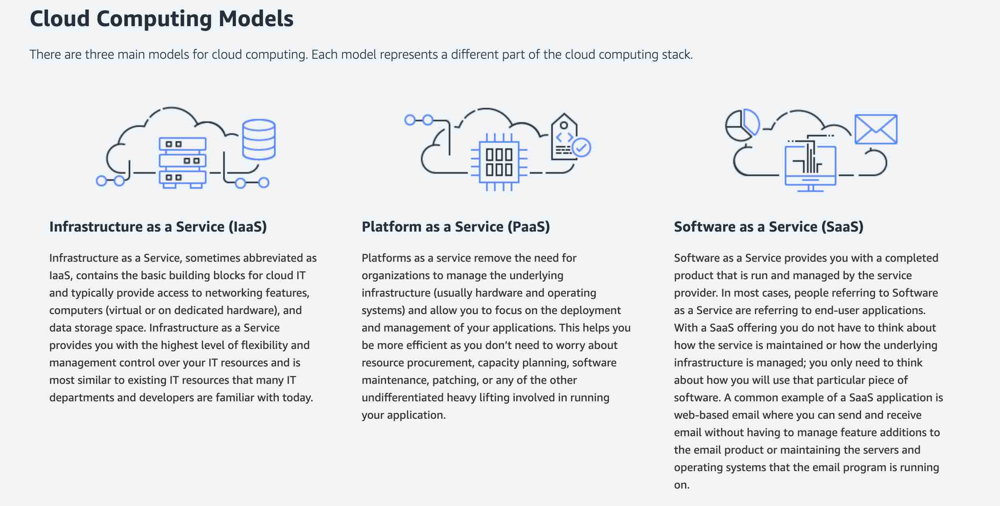 Cloud Computing Models
There are three main models for cloud computing. Each model represents a different part of the cloud computing stack.
Infrastructure as a Service (IaaS)
Infrastructure as a Service, sometimes abbreviated as
IaaS, contains the basic building blocks for cloud IT
and typically provide access to networking features,
computers (virtual or on dedicated hardware), and
data storage space. Infrastructure as a Service
provides you with the highest level of flexibility and
management control over your IT resources and is
most similar to existing IT resources that many IT
departments and developers are familiar with today.
Platform as a Service (PaaS)
Platforms as a service remove the need for
organizations to manage the underlying
infrastructure (usually hardware and operating
systems) and allow you to focus on the deployment
and management of your applications. This helps you
be more efficient as you don’t need to worry about
resource procurement, capacity planning, software
maintenance, patching, or any of the other
undifferentiated heavy lifting involved in running
your application.
Software as a Service (SaaS)
Software as a Service provides you with a completed
product that is run and managed by the service
provider. In most cases, people referring to Software
as a Service are referring to end-user applications.
With a SaaS offering you do not have to think about
how the service is maintained or how the underlying
infrastructure is managed; you only need to think
about how you will use that particular piece of
software. A common example of a SaaS application is
web-based email where you can send and receive
email without having to manage feature additions to
the email product or maintaining the servers and
operating systems that the email program is running
on.